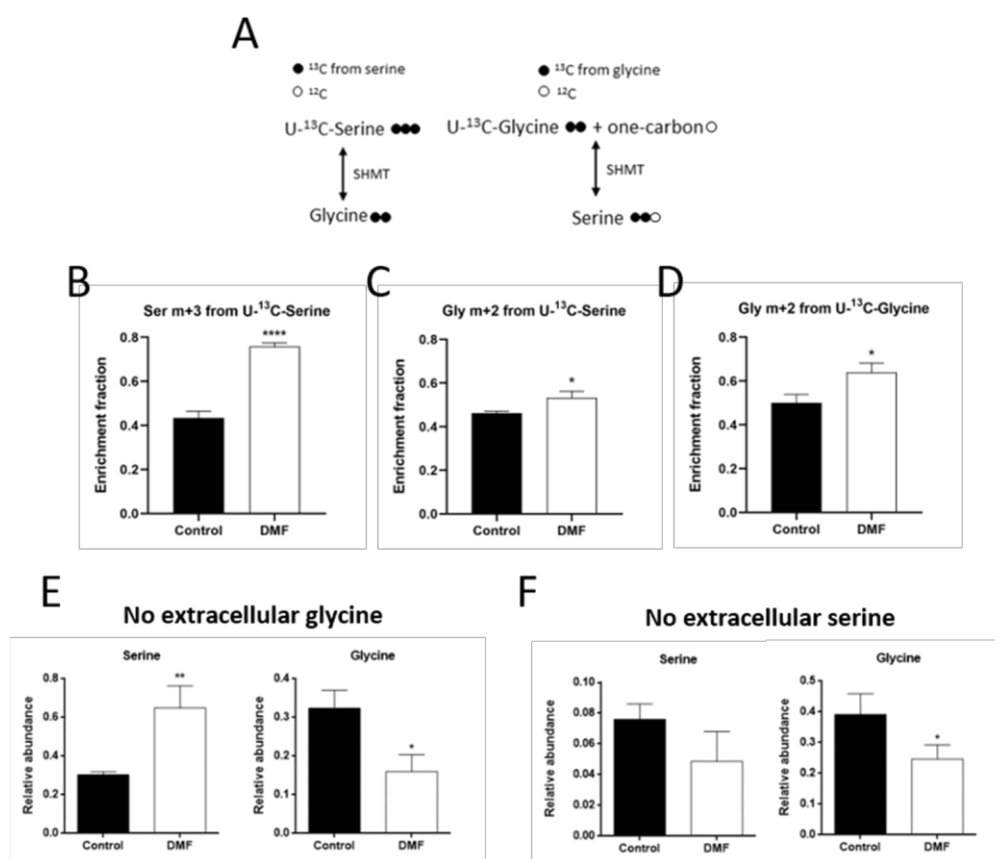 A
● ¹³C from serine
○ ¹²C
U-¹³C-Serine
SHMT
Glycine
● ¹³C from glycine
○ ¹²C
U-¹³C-Glycine + one-carbon
SHMT
Serine
B
Ser m+3 from U-¹³C-Serine
****
Enrichment fraction
0.8
0.6
0.4
0.2
0.0
Control DMF
C
Gly m+2 from U-¹³C-Serine
*
Enrichment fraction
0.8
0.6
0.4
0.2
0.0
Control DMF
D
Gly m+2 from U-¹³C-Glycine
*
Enrichment fraction
0.8
0.6
0.4
0.2
0.0
Control DMF
E
No extracellular glycine
Serine
**
Relative abundance
0.8
0.6
0.4
0.2
0.0
Control DMF
Glycine
*
Relative abundance
0.4
0.3
0.2
0.1
0.0
Control DMF
F
No extracellular serine
Serine
Relative abundance
0.10
0.08
0.06
0.04
0.02
0.00
Control DMF
Glycine
*
Relative abundance
0.5
0.4
0.3
0.2
0.1
0.0
Control DMF